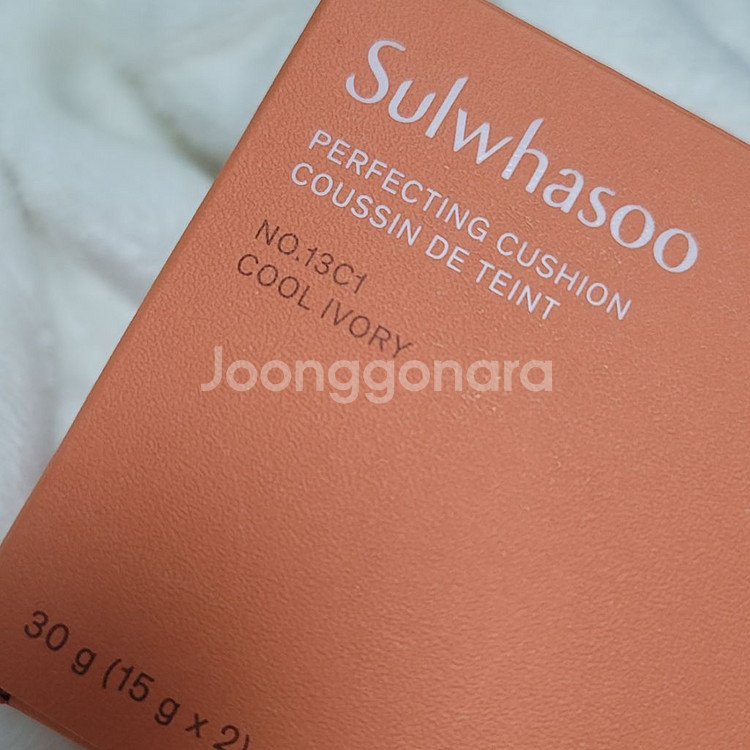 Sulwhasoo
PERFECTING CUSHION
COUSSIN DE TEINT
NO.13C1
COOL IVORY
Joonggonara
30 g (15 g x 2)